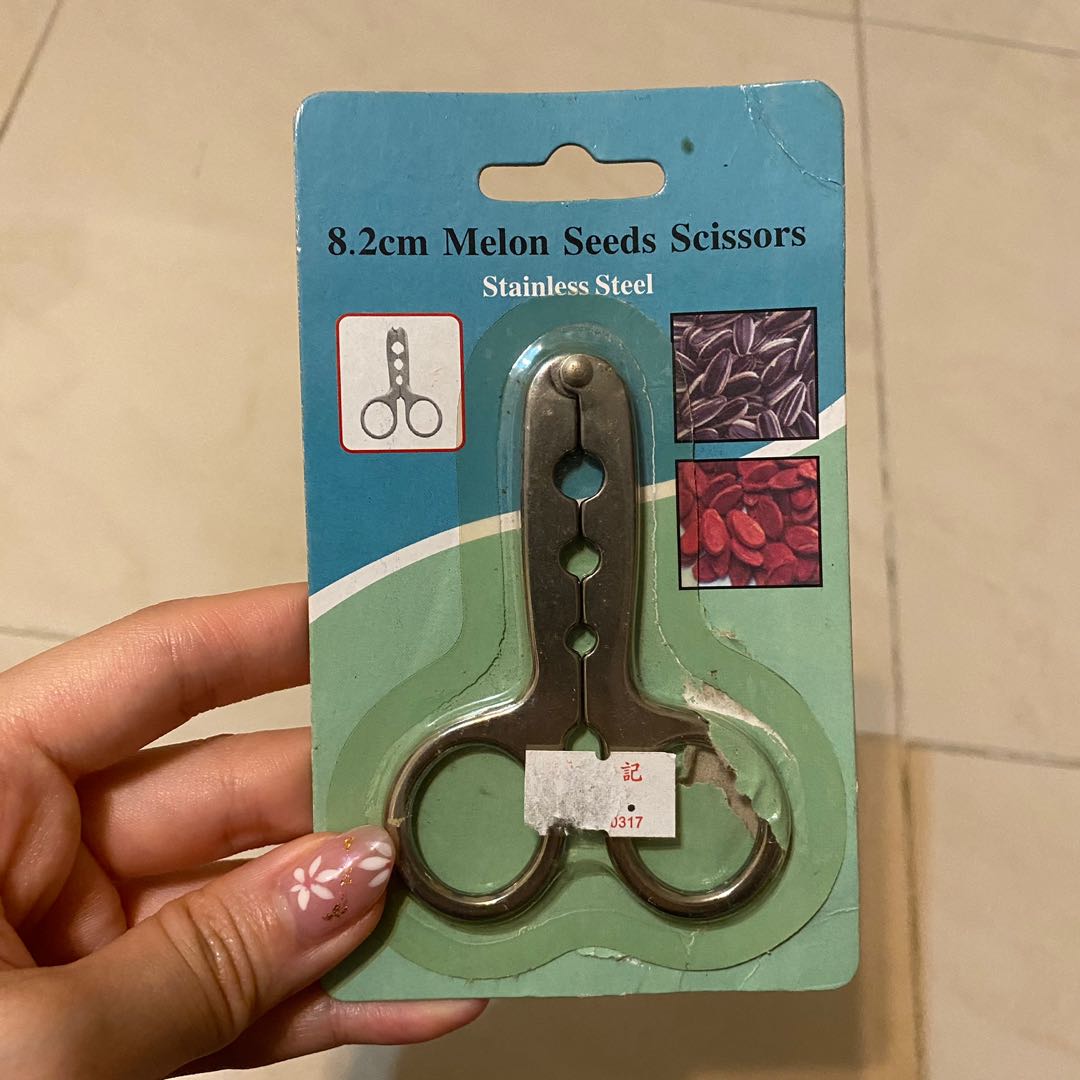 8.2cm Melon Seeds Scissors
Stainless Steel
記
0317